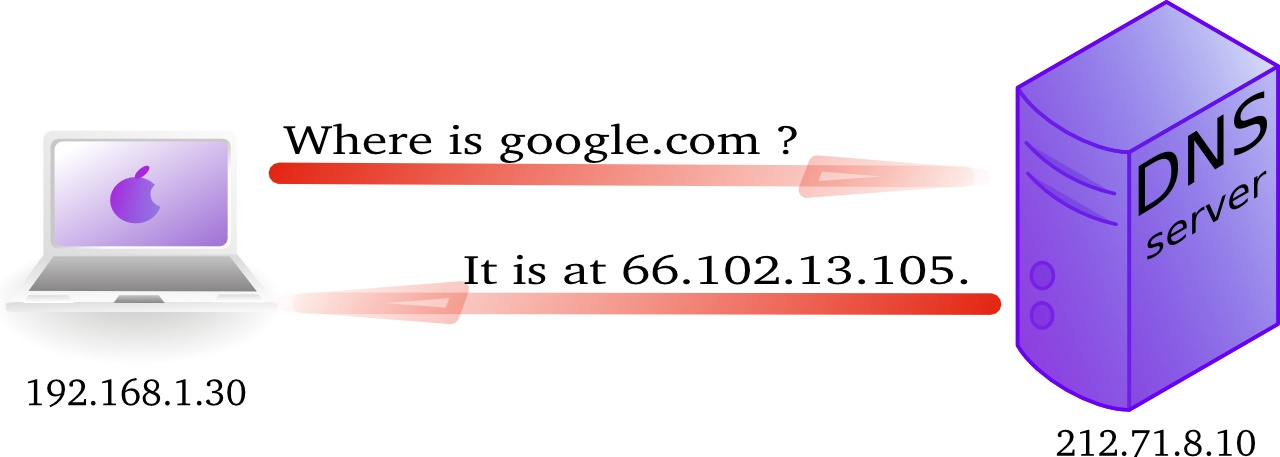 Where is google.com ?
It is at 66.102.13.105.
DNS
server
192.168.1.30
212.71.8.10